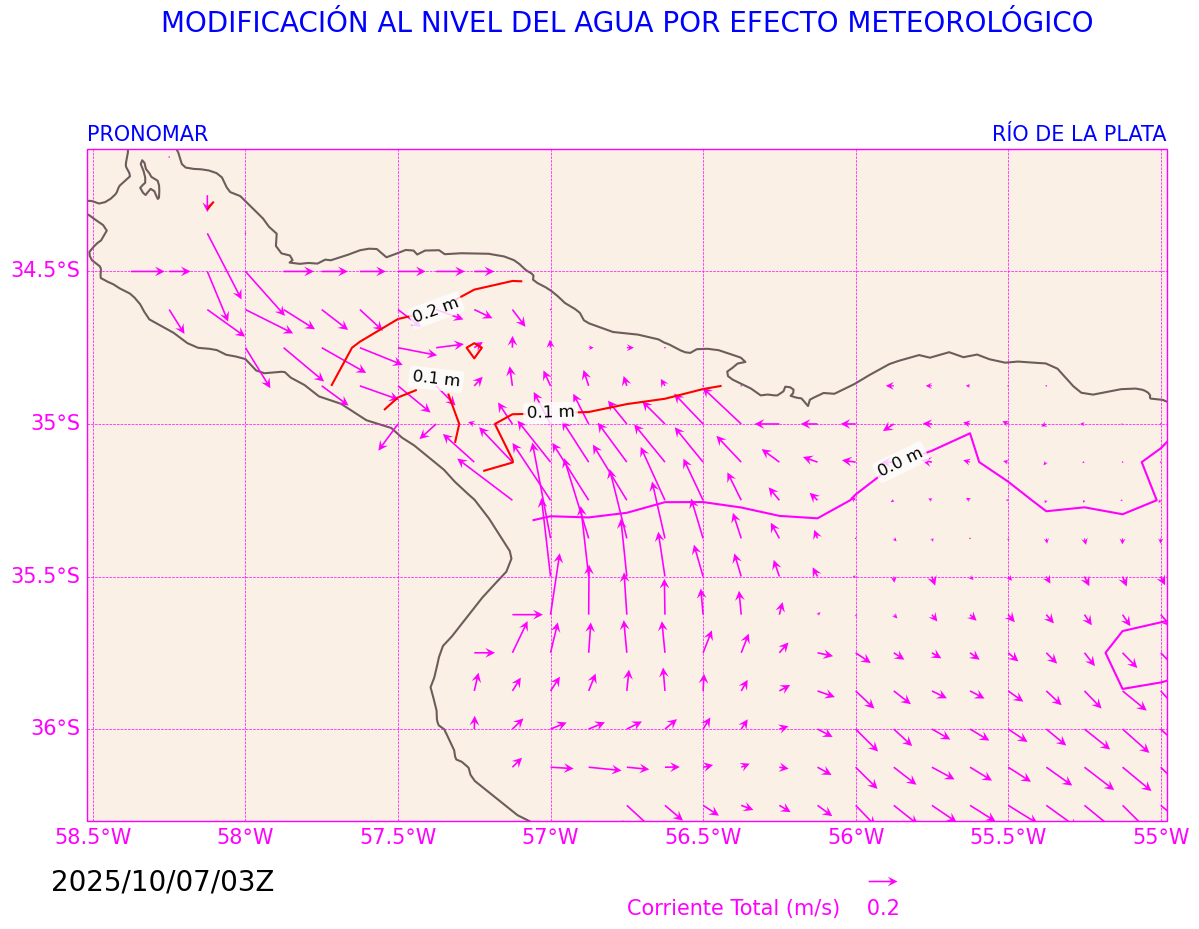 MODIFICACIÓN AL NIVEL DEL AGUA POR EFECTO METEOROLÓGICO
PRONOMAR
RÍO DE LA PLATA
34.5°S
0.2 m
0.1 m
0.1 m
35°S
0.0 m
35.5°S
36°S
58.5°W 58°W 57.5°W 57°W 56.5°W 56°W 55.5°W 55°W
2025/10/07/03Z
Corriente Total (m/s) 0.2